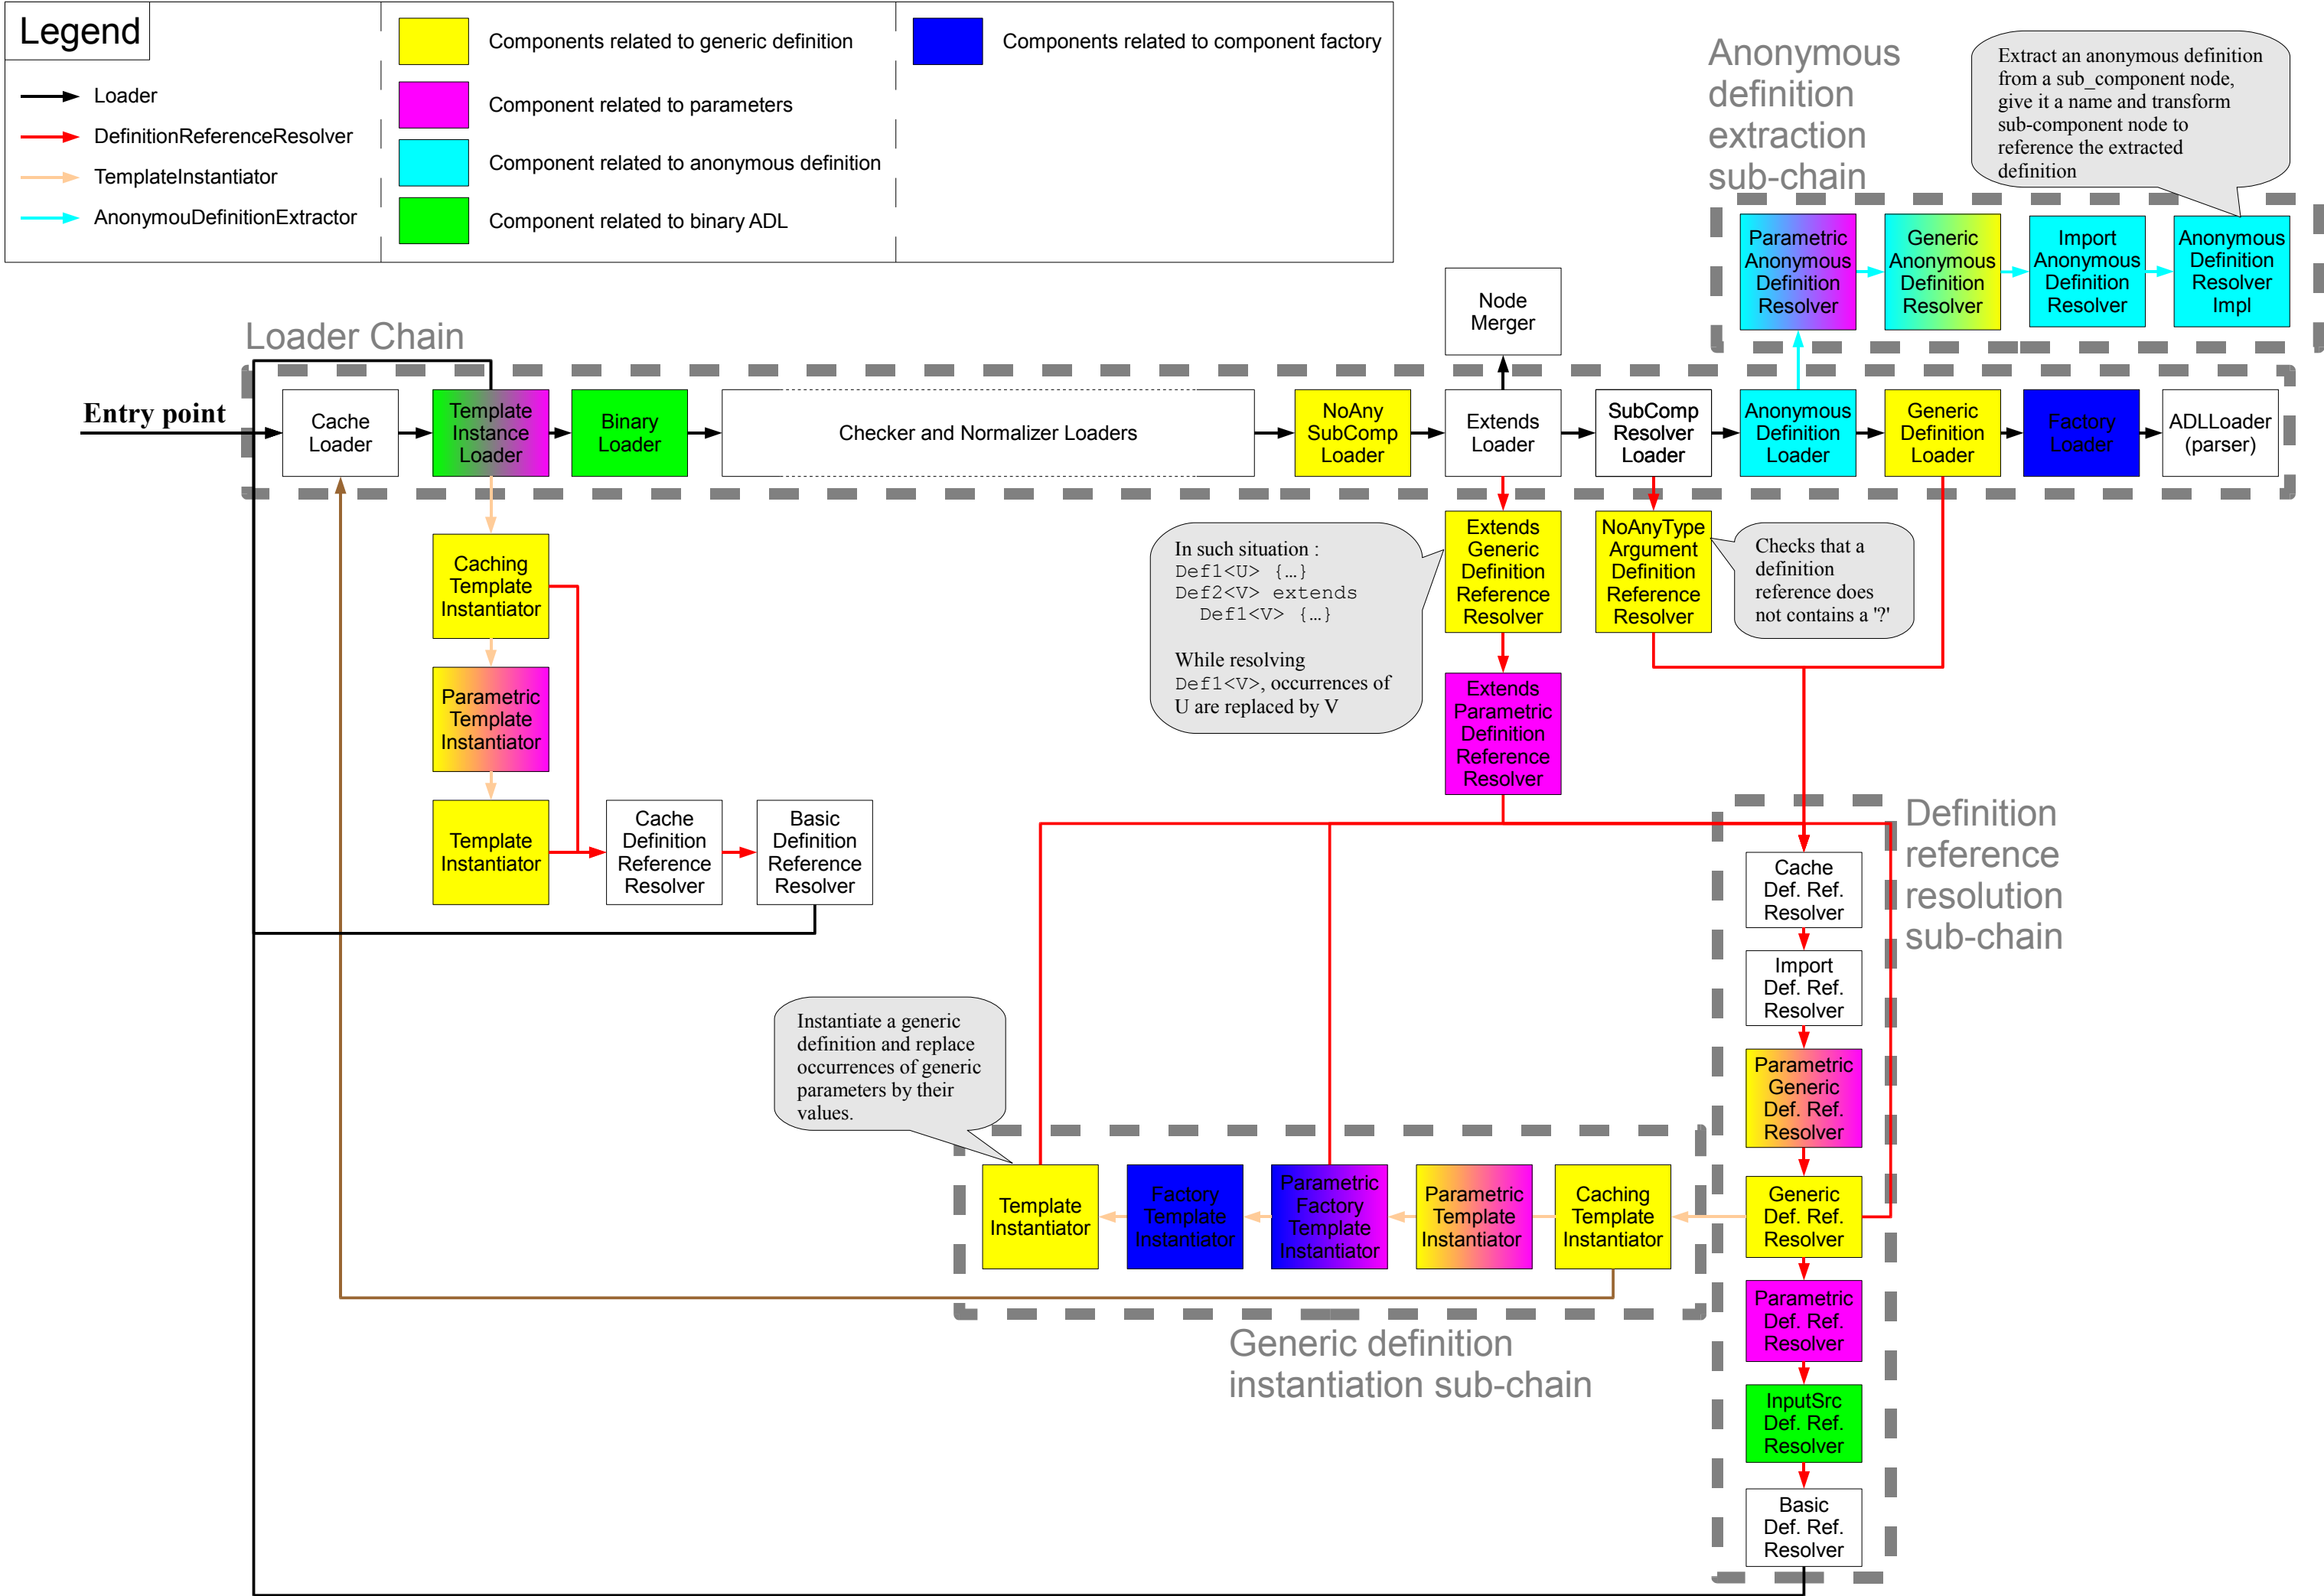 Legend
Loader
DefinitionReferenceResolver
TemplateInstantiator
AnonymouDefinitionExtractor
Components related to generic definition
Component related to parameters
Component related to anonymous definition
Component related to binary ADL
Components related to component factory
Anonymous
definition
extraction
sub-chain
Extract an anonymous definition
from a sub_component node,
give it a name and transform
sub-component node to
reference the extracted
definition
Parametric
Anonymous
Definition
Resolver
Generic
Anonymous
Definition
Resolver
Import
Anonymous
Definition
Resolver
Anonymous
Definition
Resolver
Impl
Node
Merger
Loader Chain
Entry point
Cache
Loader
Template
Instance
Loader
Binary
Loader
Checker and Normalizer Loaders
NoAny
SubComp
Loader
Extends
Loader
SubComp
Resolver
Loader
Anonymous
Definition
Loader
Generic
Definition
Loader
Factory
Loader
ADLLoader
(parser)
Caching
Template
Instantiator
Parametric
Template
Instantiator
Template
Instantiator
Cache
Definition
Reference
Resolver
Basic
Definition
Reference
Resolver
In such situation :
Def1<U> {…}
Def2<V> extends
Def1<V> {…}
While resolving
Def1<V>, occurrences of
U are replaced by V
Extends
Generic
Definition
Reference
Resolver
Extends
Parametric
Definition
Reference
Resolver
NoAnyType
Argument
Definition
Reference
Resolver
Checks that a
definition
reference does
not contains a '?'
Definition
reference
resolution
sub-chain
Cache
Def. Ref.
Resolver
Import
Def. Ref.
Resolver
Parametric
Generic
Def. Ref.
Resolver
Generic
Def. Ref.
Resolver
Parametric
Def. Ref.
Resolver
InputSrc
Def. Ref.
Resolver
Basic
Def. Ref.
Resolver
Instantiate a generic
definition and replace
occurrences of generic
parameters by their
values.
Template
Instantiator
Factory
Template
Instantiator
Parametric
Factory
Template
Instantiator
Parametric
Template
Instantiator
Caching
Template
Instantiator
Generic definition
instantiation sub-chain